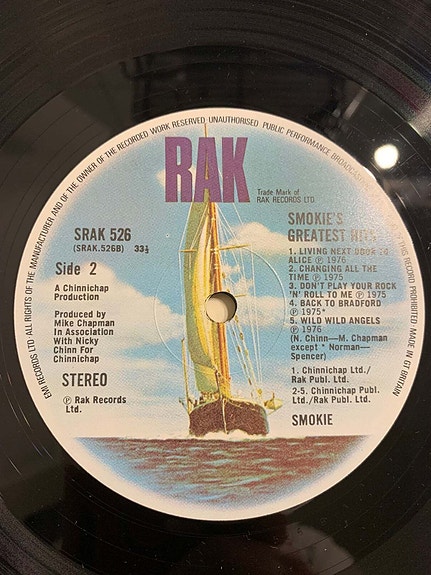 EMI RECORDS LTD ALL RIGHTS OF THE MANUFACTURER AND OF THE OWNER OF THE RECORDED WORK RESERVED UNAUTHORISED PUBLIC PERFORMANCE BROADCASTING
THIS RECORD PROHIBITED MADE IN GT BRITAIN
RAK
Trade Mark of
RAK RECORDS LTD
SRAK 526
(SRAK.526B) 33⅓
Side 2
A Chinnichap
Production
Produced by
Mike Chapman
In Association
With Nicky
Chinn For
Chinnichap
STEREO
Ⓟ Rak Records
Ltd.
SMOKIE'S
GREATEST HITS
1. LIVING NEXT DOOR TO
ALICE Ⓟ 1976
2. CHANGING ALL THE
TIME Ⓟ 1975
3. DON'T PLAY YOUR ROCK
'N' ROLL TO ME Ⓟ 1975
4. BACK TO BRADFORD
Ⓟ 1975*
5. WILD WILD ANGELS
Ⓟ 1976
(N. Chinn—M. Chapman
except * Norman—
Spencer)
1. Chinnichap Ltd./
Rak Publ. Ltd.
2-5. Chinnichap Publ.
Ltd./Rak Publ. Ltd.
SMOKIE